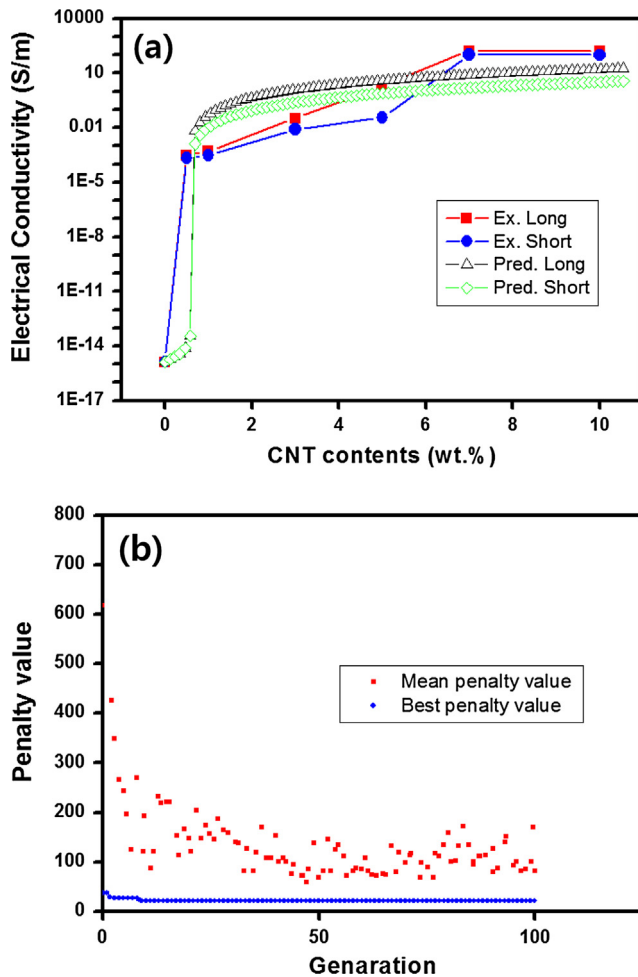 (a)
Electrical Conductivity (S/m)
10000
10
0.01
1E-5
1E-8
1E-11
1E-14
1E-17
Ex. Long
Ex. Short
Pred. Long
Pred. Short
0 2 4 6 8 10
CNT contents (wt.%)
(b)
Penalty value
800
700
600
500
400
300
200
100
0
Mean penalty value
Best penalty value
0 50 100
Genaration